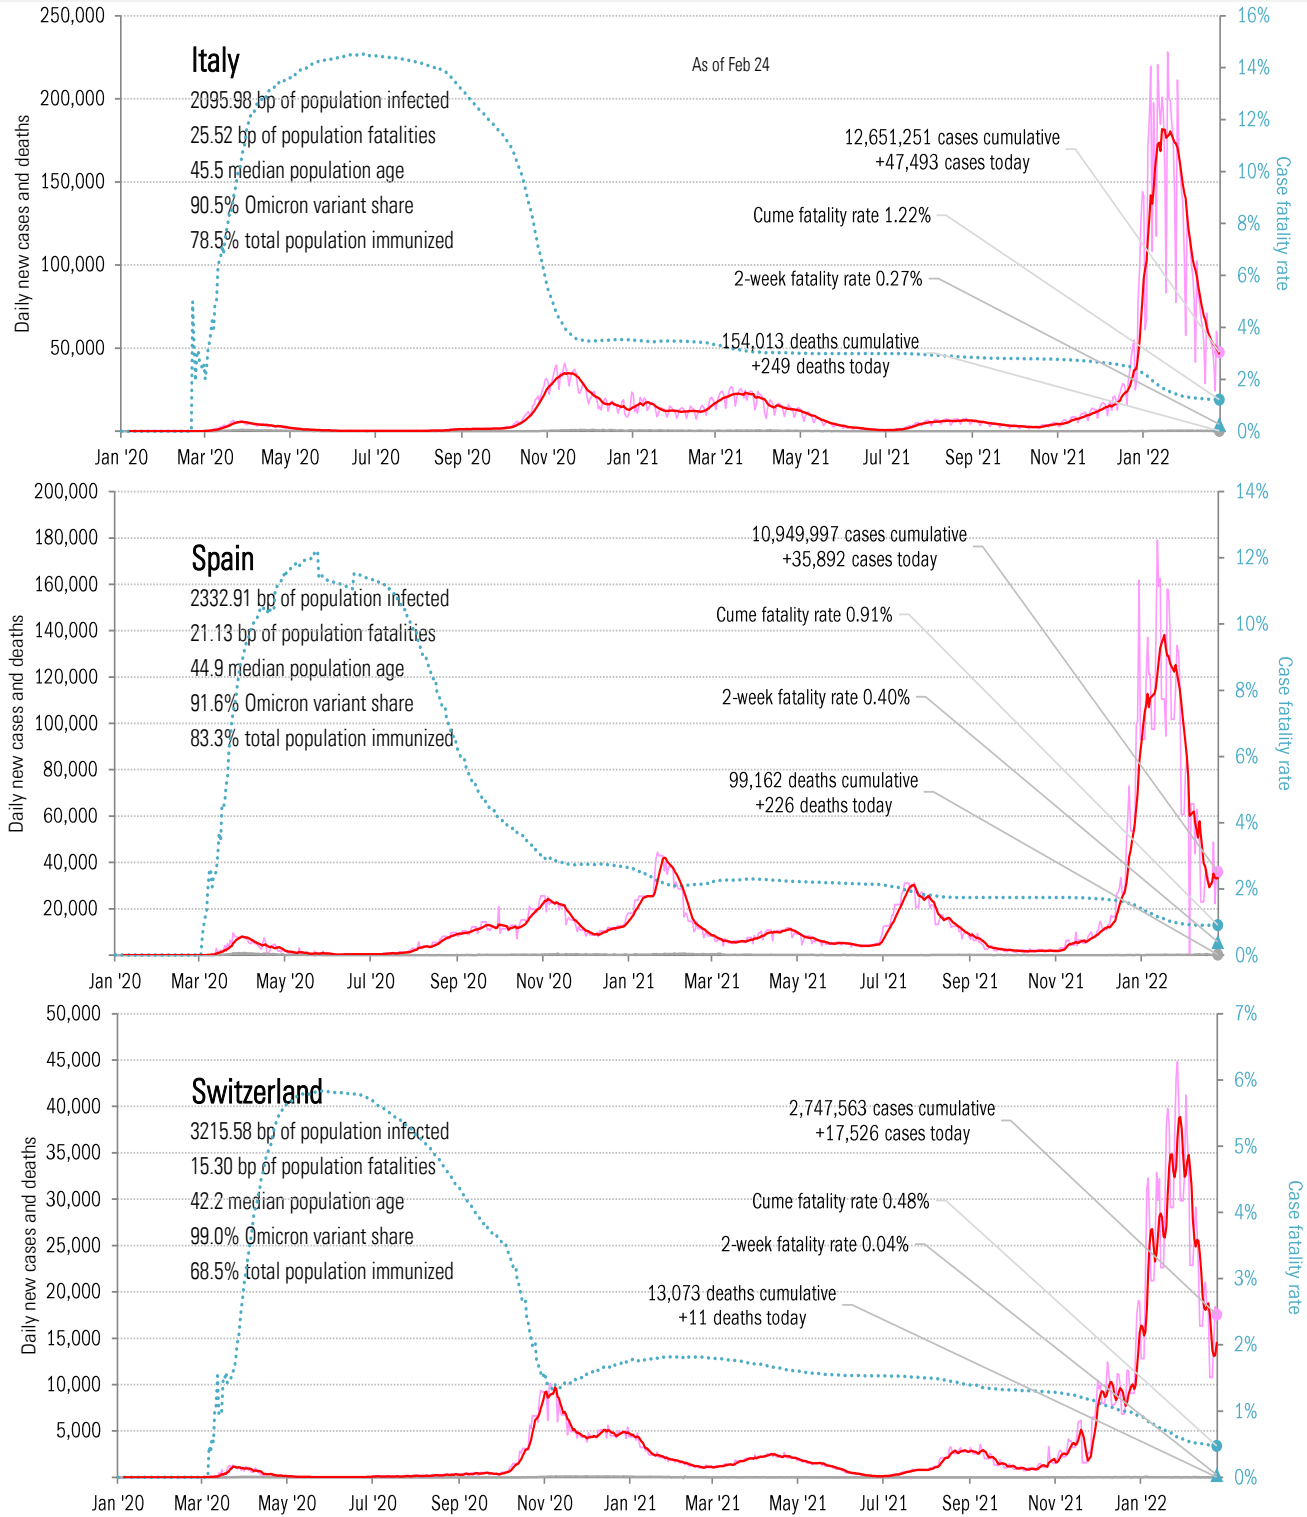 250,000
200,000
150,000
100,000
50,000
Daily new cases and deaths
Italy
2095.98 bp of population infected
25.52 bp of population fatalities
45.5 median population age
90.5% Omicron variant share
78.5% total population immunized
As of Feb 24
12,651,251 cases cumulative
+47,493 cases today
Cume fatality rate 1.22%
2-week fatality rate 0.27%
154,013 deaths cumulative
+249 deaths today
16%
14%
12%
10%
8%
6%
4%
2%
0%
Case fatality rate
Jan '20 Mar '20 May '20 Jul '20 Sep '20 Nov '20 Jan '21 Mar '21 May '21 Jul '21 Sep '21 Nov '21 Jan '22
200,000
180,000
160,000
140,000
120,000
100,000
80,000
60,000
40,000
20,000
Daily new cases and deaths
Spain
2332.91 bp of population infected
21.13 bp of population fatalities
44.9 median population age
91.6% Omicron variant share
83.3% total population immunized
10,949,997 cases cumulative
+35,892 cases today
Cume fatality rate 0.91%
2-week fatality rate 0.40%
99,162 deaths cumulative
+226 deaths today
14%
12%
10%
8%
6%
4%
2%
0%
Case fatality rate
Jan '20 Mar '20 May '20 Jul '20 Sep '20 Nov '20 Jan '21 Mar '21 May '21 Jul '21 Sep '21 Nov '21 Jan '22
50,000
45,000
40,000
35,000
30,000
25,000
20,000
15,000
10,000
5,000
Daily new cases and deaths
Switzerland
3215.58 bp of population infected
15.30 bp of population fatalities
42.2 median population age
99.0% Omicron variant share
68.5% total population immunized
2,747,563 cases cumulative
+17,526 cases today
Cume fatality rate 0.48%
2-week fatality rate 0.04%
13,073 deaths cumulative
+11 deaths today
7%
6%
5%
4%
3%
2%
1%
0%
Case fatality rate
Jan '20 Mar '20 May '20 Jul '20 Sep '20 Nov '20 Jan '21 Mar '21 May '21 Jul '21 Sep '21 Nov '21 Jan '22